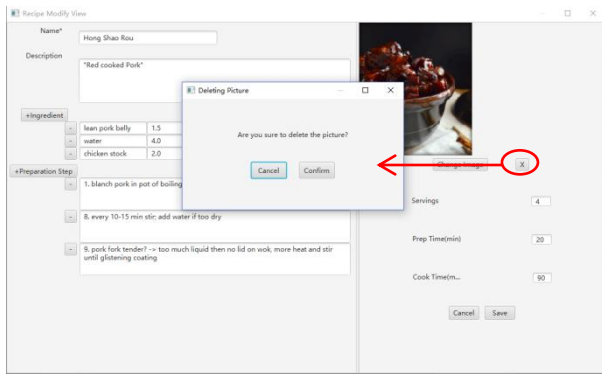 Recipe Modify View
Name*
Hong Shao Rou
Description
"Red cooked Pork"
Deleting Picture
Are you sure to delete the picture?
Cancel
Confirm
+Ingredient
- lean pork belly 1.5
- water 4.0
- chicken stock 2.0
+Preparation Step
- 1. blanch pork in pot of boiling
- 8. every 10-15 min stir; add water if too dry
- 9. pork fork tender? -> too much liquid then no lid on wok, more heat and stir
until glistening coating
Change Image X
Servings 4
Prep Time(min) 20
Cook Time(m... 90
Cancel Save